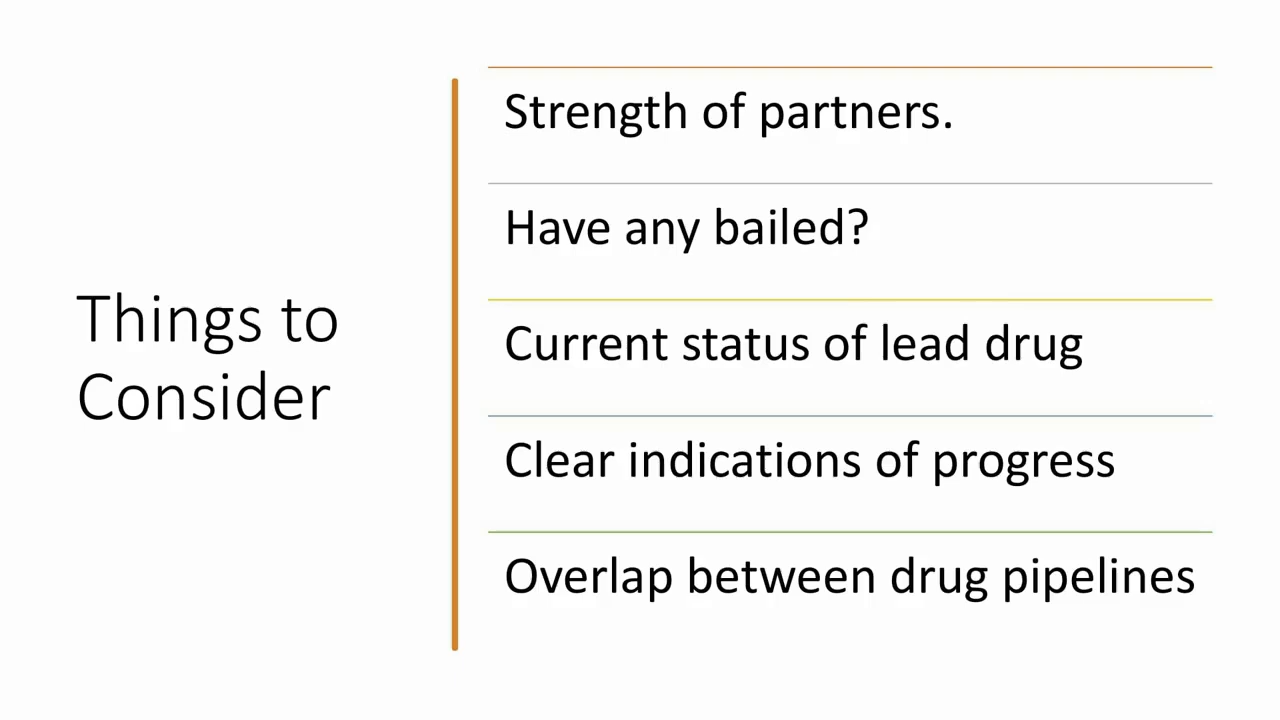 Things to
Consider
Strength of partners.
Have any bailed?
Current status of lead drug
Clear indications of progress
Overlap between drug pipelines